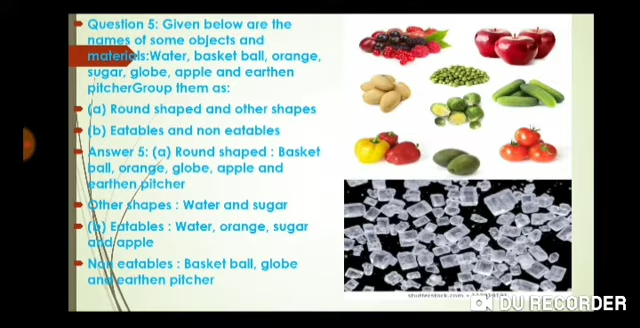 Question 5: Given below are the
names of some objects and
materials:Water, basket ball, orange,
sugar, globe, apple and earthen
pitcherGroup them as:
(a) Round shaped and other shapes
(b) Eatables and non eatables
Answer 5: (a) Round shaped : Basket
ball, orange, globe, apple and
earthen pitcher
Other shapes : Water and sugar
(b) Eatables : Water, orange, sugar
and apple
Non eatables : Basket ball, globe
and earthen pitcher
shutterstock.com
DU RECORDER